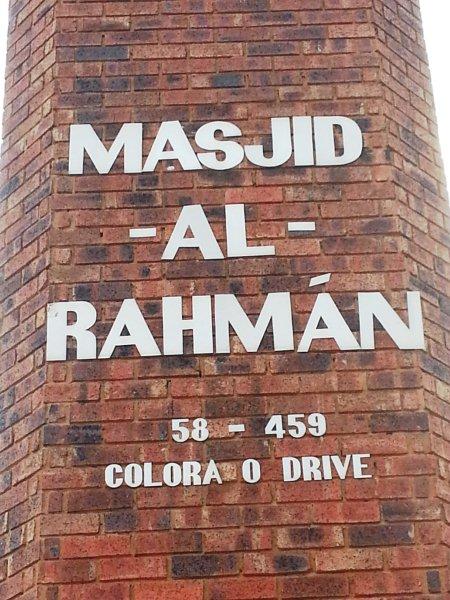 MASJID
-AL-
RAHMÁN
58 - 459
COLORA O DRIVE